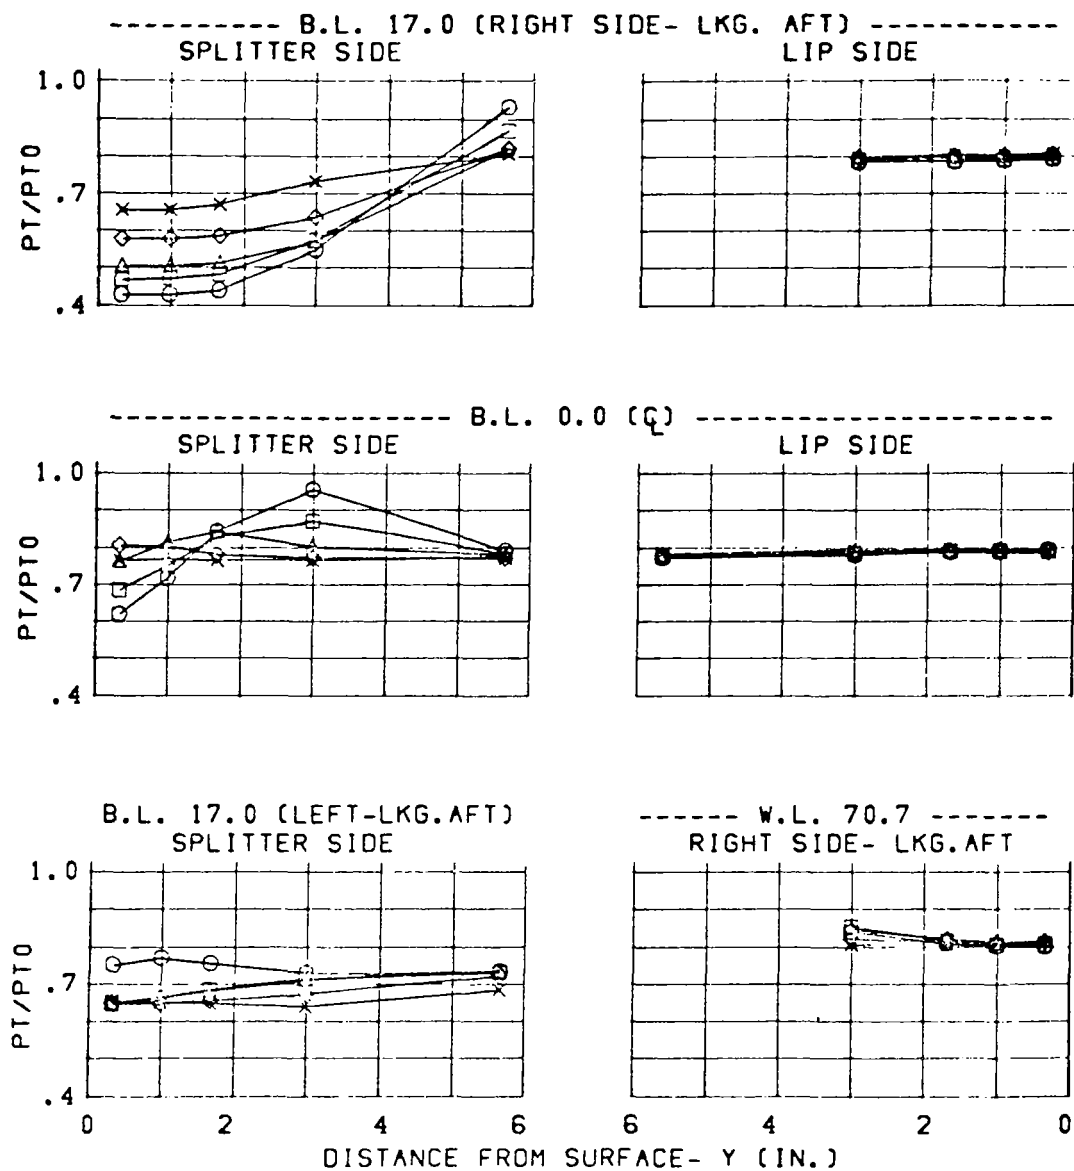 B.L. 17.0 (RIGHT SIDE- LKG. AFT)
SPLITTER SIDE LIP SIDE
1.0
.7
.4
PT/PTO
B.L. 0.0 (℄)
SPLITTER SIDE LIP SIDE
1.0
.7
.4
PT/PTO
B.L. 17.0 (LEFT-LKG.AFT) W.L. 70.7
SPLITTER SIDE RIGHT SIDE- LKG.AFT
1.0
.7
.4
PT/PTO
0 2 4 6 6 4 2 0
DISTANCE FROM SURFACE- Y (IN.)